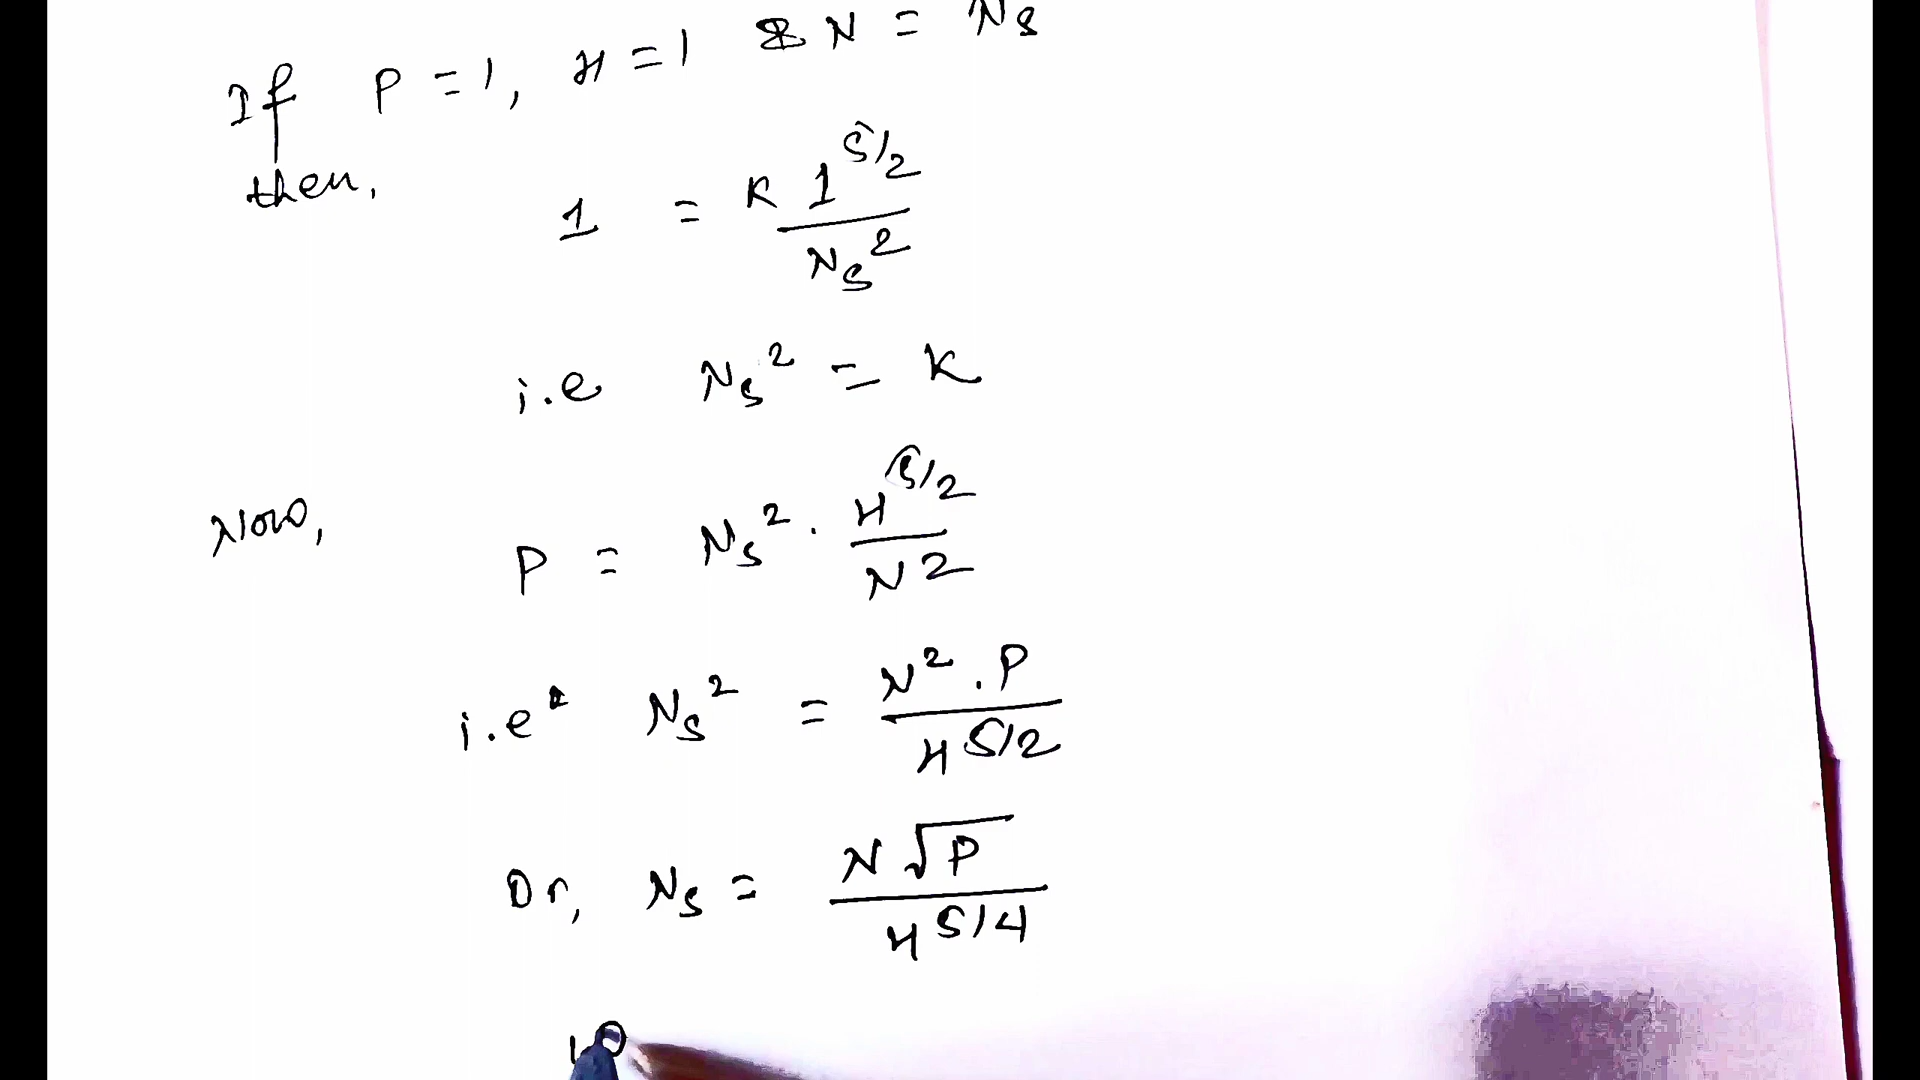 If P = 1, H = 1 & N = Ns
then, 1 = K 1^5/2 / Ns^2
i.e Ns^2 = K
Now, P = Ns^2 . H^5/2 / N2
i.e Ns^2 = N^2 . P / H^5/2
Or, Ns = N √P / H^5/4